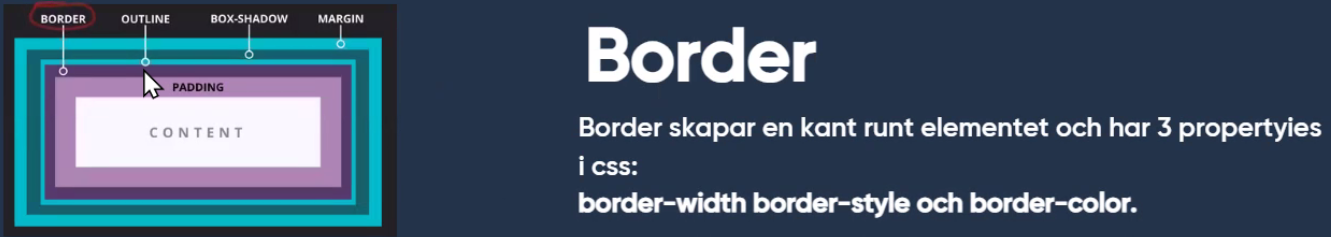 BORDER OUTLINE BOX-SHADOW MARGIN
PADDING
CONTENT
Border
Border skapar en kant runt elementet och har 3 propertyies
i css:
border-width border-style och border-color.